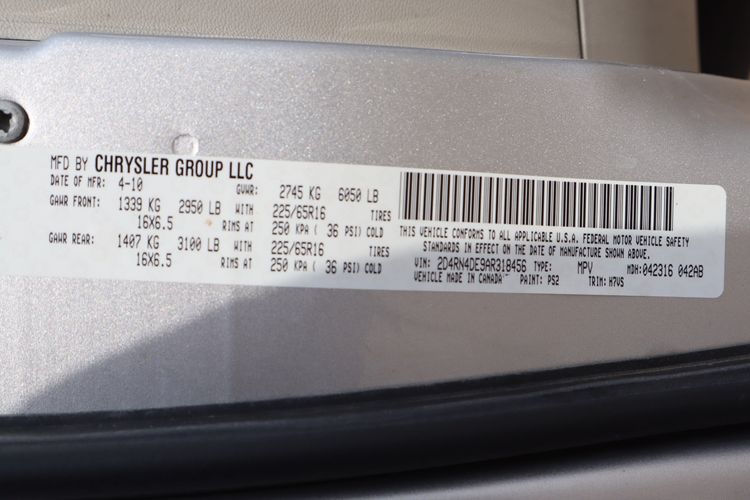 MFD BY CHRYSLER GROUP LLC
DATE OF MFR: 4-10 GVWR: 2745 KG 6050 LB
GAWR FRONT: 1339 KG 2950 LB WITH 225/65R16 TIRES
16X6.5 RIMS AT 250 KPA ( 36 PSI) COLD
GAWR REAR: 1407 KG 3100 LB WITH 225/65R16 TIRES
16X6.5 RIMS AT 250 KPA ( 36 PSI) COLD
THIS VEHICLE CONFORMS TO ALL APPLICABLE U.S.A. FEDERAL MOTOR VEHICLE SAFETY
STANDARDS IN EFFECT ON THE DATE OF MANUFACTURE SHOWN ABOVE.
VIN: 2D4RN4DE9AR318456 TYPE: MPV MDH:042316 042AB
VEHICLE MADE IN CANADA PAINT: PS2 TRIM: H7VS